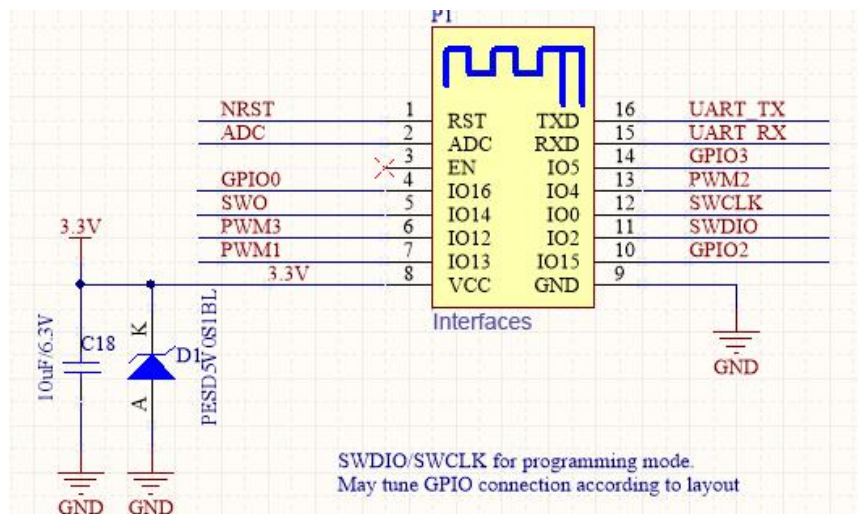 P1
NRST 1 RST TXD 16 UART_TX
ADC 2 ADC RXD 15 UART_RX
3 EN IO5 14 GPIO3
GPIO0 4 IO16 IO4 13 PWM2
SWO 5 IO14 IO0 12 SWCLK
PWM3 6 IO12 IO2 11 SWDIO
PWM1 7 IO13 IO15 10 GPIO2
3.3V 8 VCC GND 9
3.3V
Interfaces
10uF/6.3V
C18
K
D1
A
PESD5V0S1BL
GND
GND
GND
SWDIO/SWCLK for programming mode.
May tune GPIO connection according to layout